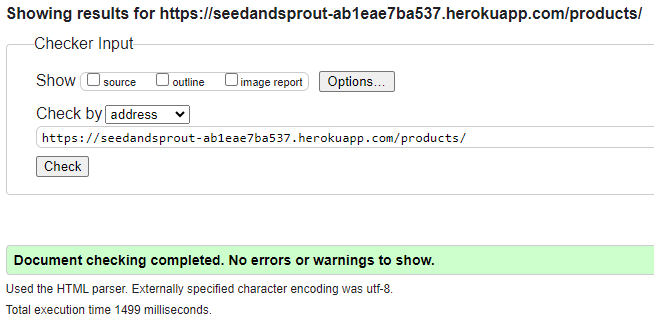 Showing results for https://seedandsprout-ab1eae7ba537.herokuapp.com/products/
Checker Input
Show source outline image report Options...
Check by address
https://seedandsprout-ab1eae7ba537.herokuapp.com/products/
Check
Document checking completed. No errors or warnings to show.
Used the HTML parser. Externally specified character encoding was utf-8.
Total execution time 1499 milliseconds.